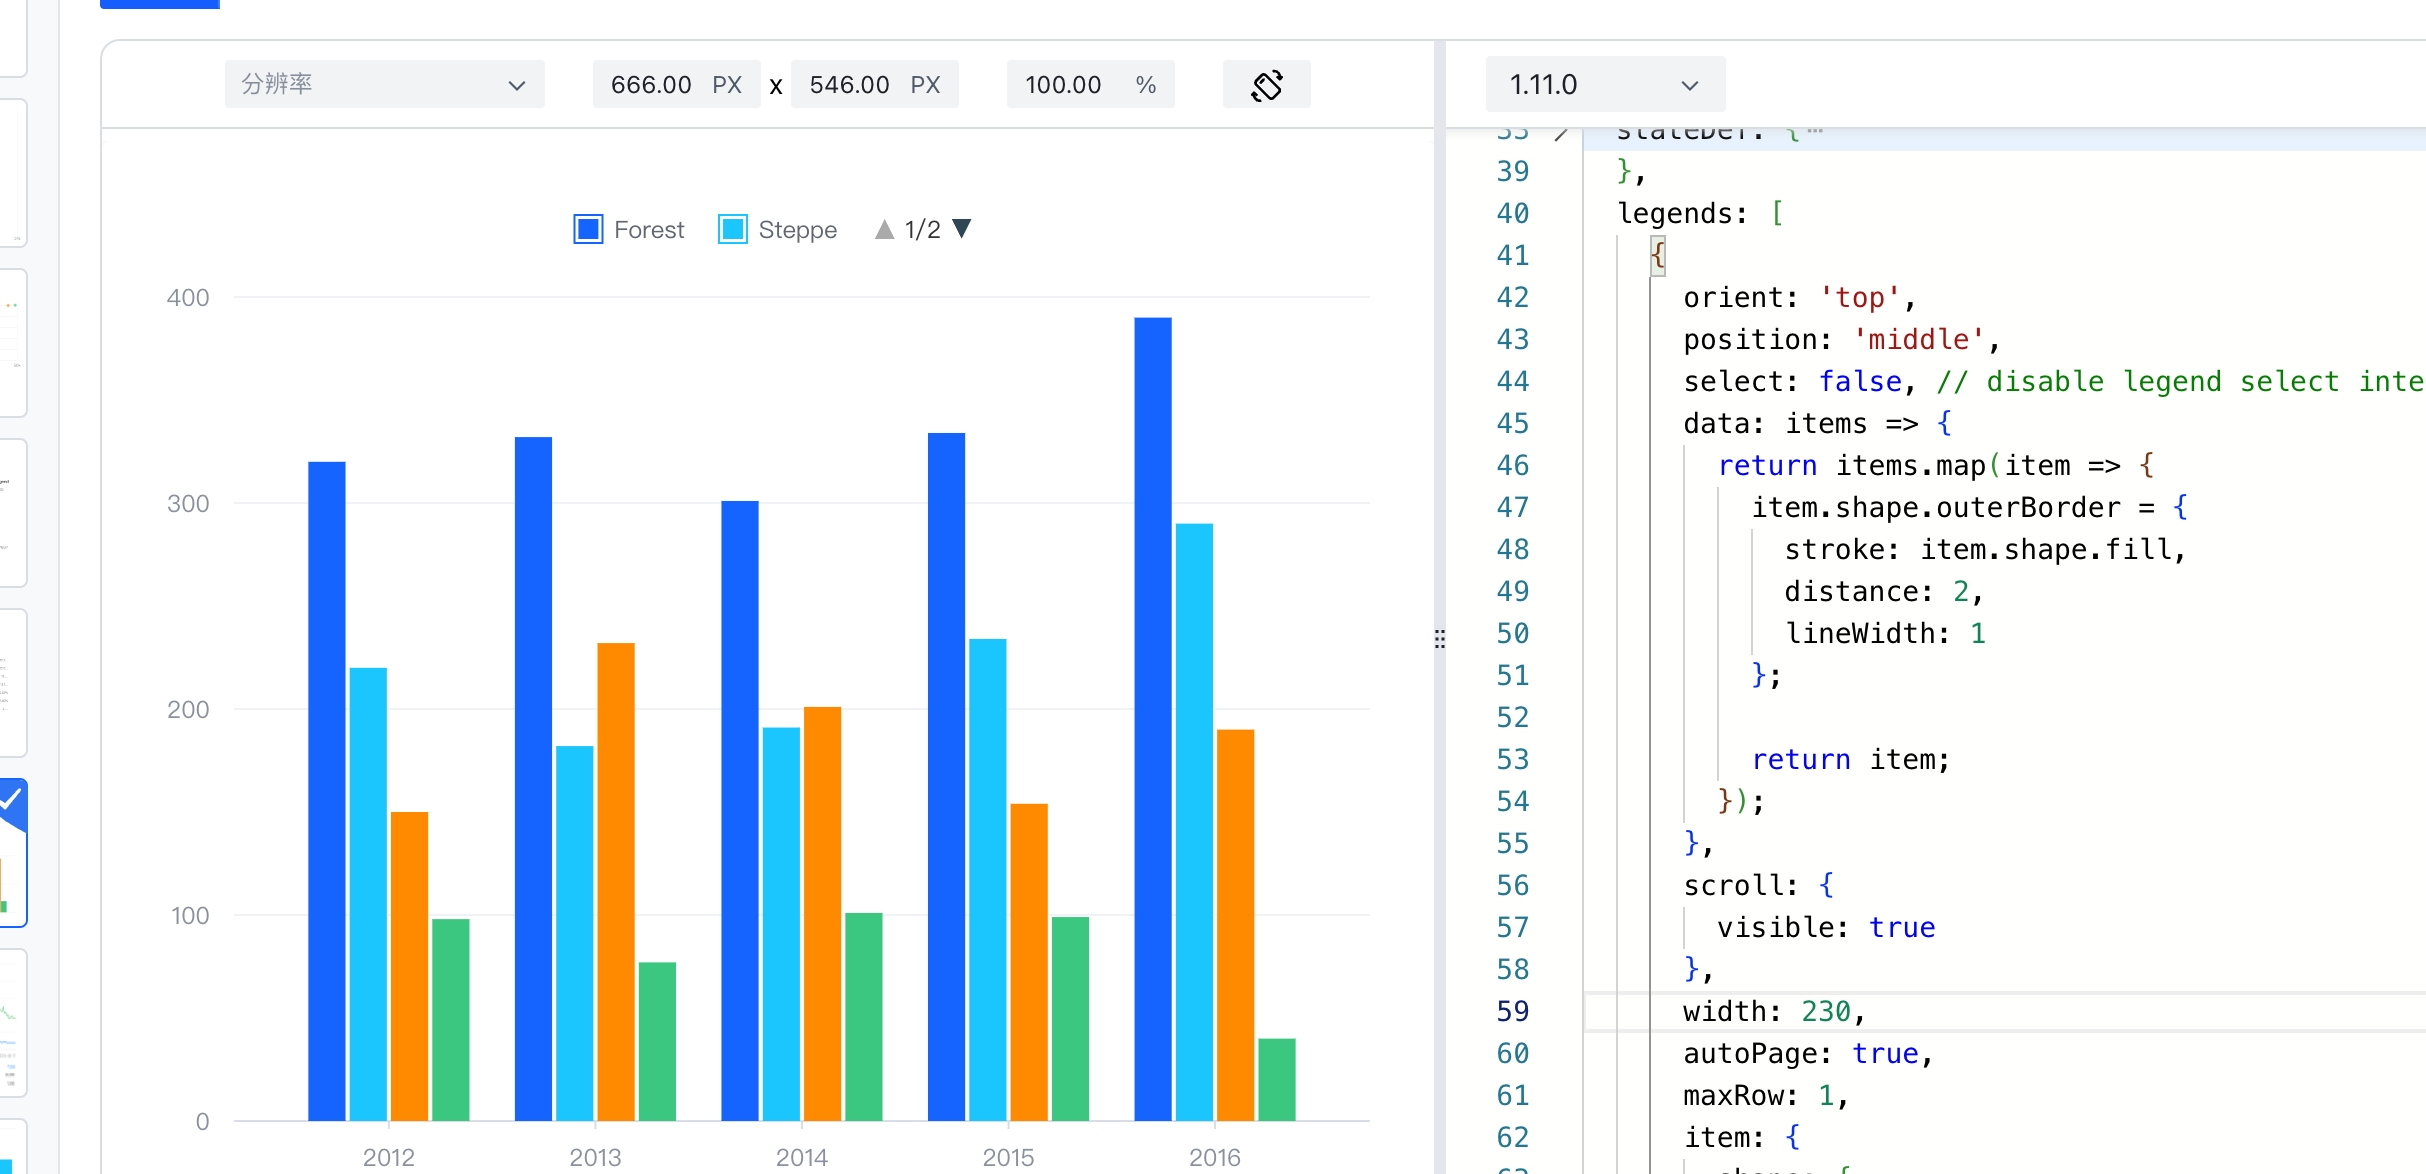 分辨率 666.00 PX x 546.00 PX 100.00 %
Forest Steppe 1/2
400
300
200
100
0
2012 2013 2014 2015 2016
1.11.0
39 },
40 legends: [
41 {
42 orient: 'top',
43 position: 'middle',
44 select: false, // disable legend select inte
45 data: items => {
46 return items.map(item => {
47 item.shape.outerBorder = {
48 stroke: item.shape.fill,
49 distance: 2,
50 lineWidth: 1
51 };
52
53 return item;
54 });
55 },
56 scroll: {
57 visible: true
58 },
59 width: 230,
60 autoPage: true,
61 maxRow: 1,
62 item: {